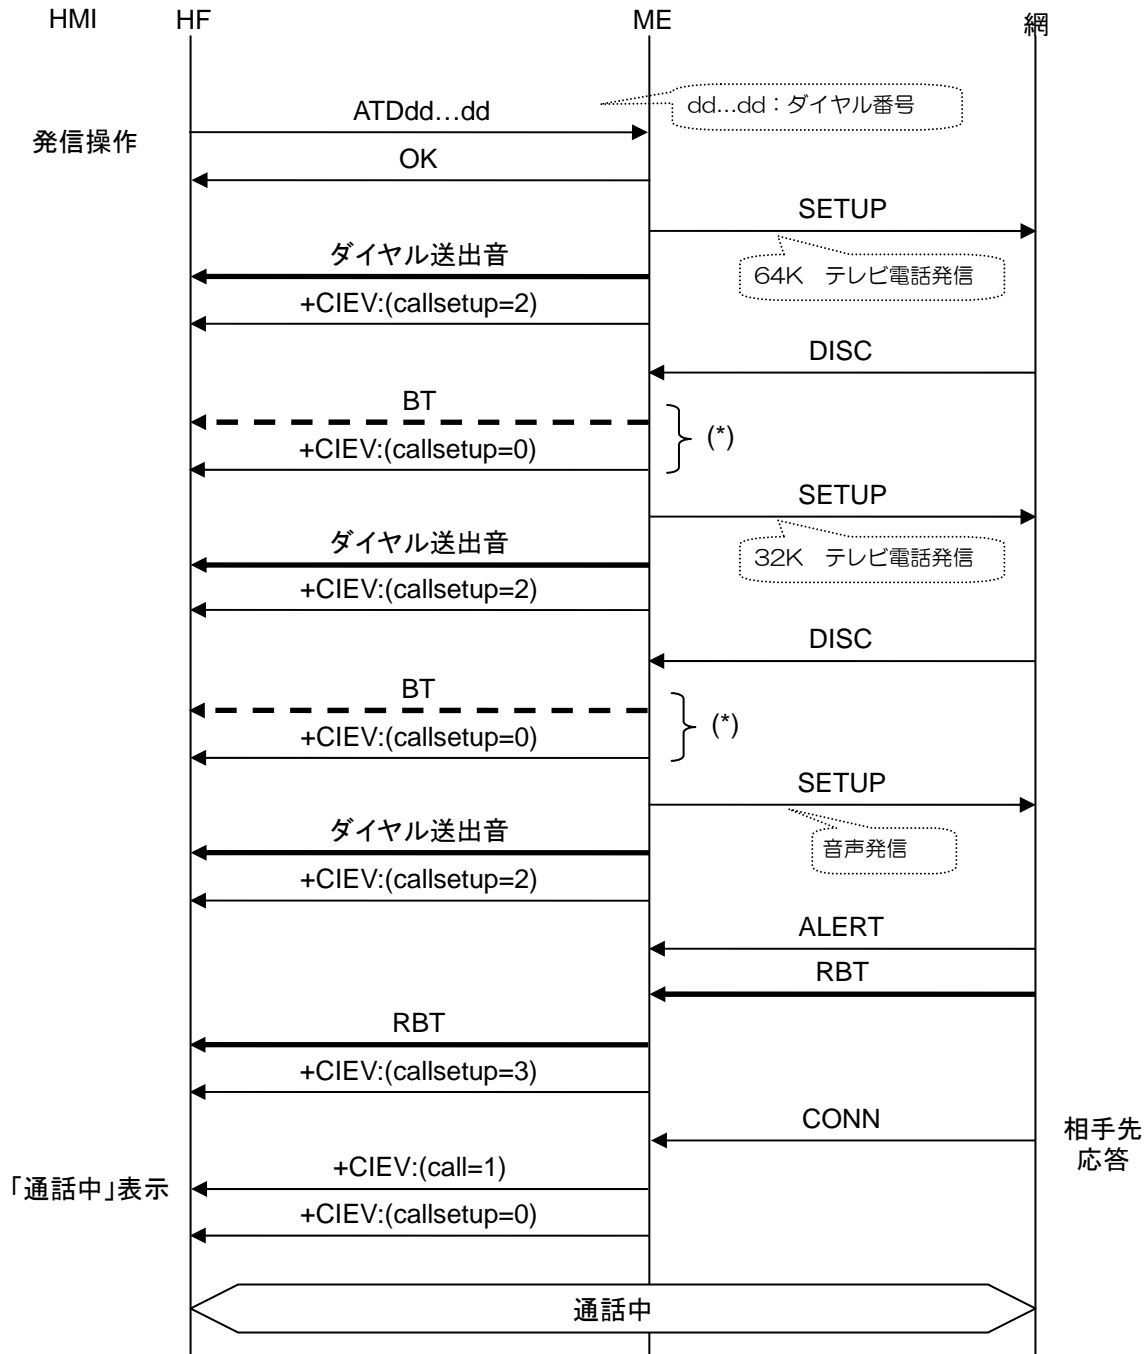 HMI HF ME 網
ATDdd...dd
dd...dd：ダイヤル番号
発信操作
OK
SETUP
ダイヤル送出音
64K　テレビ電話発信
+CIEV:(callsetup=2)
DISC
BT
(*)
+CIEV:(callsetup=0)
SETUP
ダイヤル送出音
32K　テレビ電話発信
+CIEV:(callsetup=2)
DISC
BT
(*)
+CIEV:(callsetup=0)
SETUP
ダイヤル送出音
音声発信
+CIEV:(callsetup=2)
ALERT
RBT
RBT
+CIEV:(callsetup=3)
CONN
相手先
応答
+CIEV:(call=1)
「通話中」表示
+CIEV:(callsetup=0)
通話中